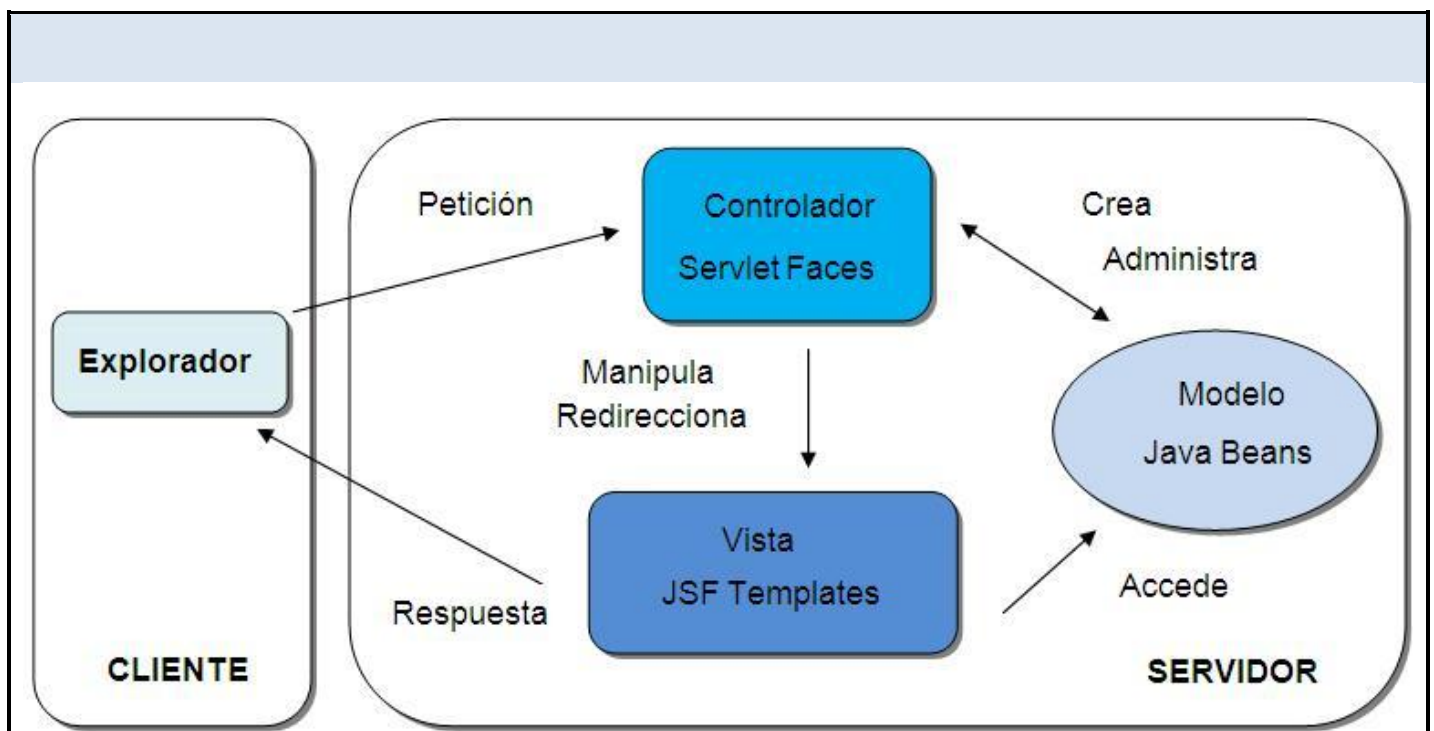 Petición
Controlador
Servlet Faces
Crea
Administra
Explorador
Manipula
Redirecciona
Modelo
Java Beans
Vista
JSF Templates
Respuesta
Accede
CLIENTE
SERVIDOR